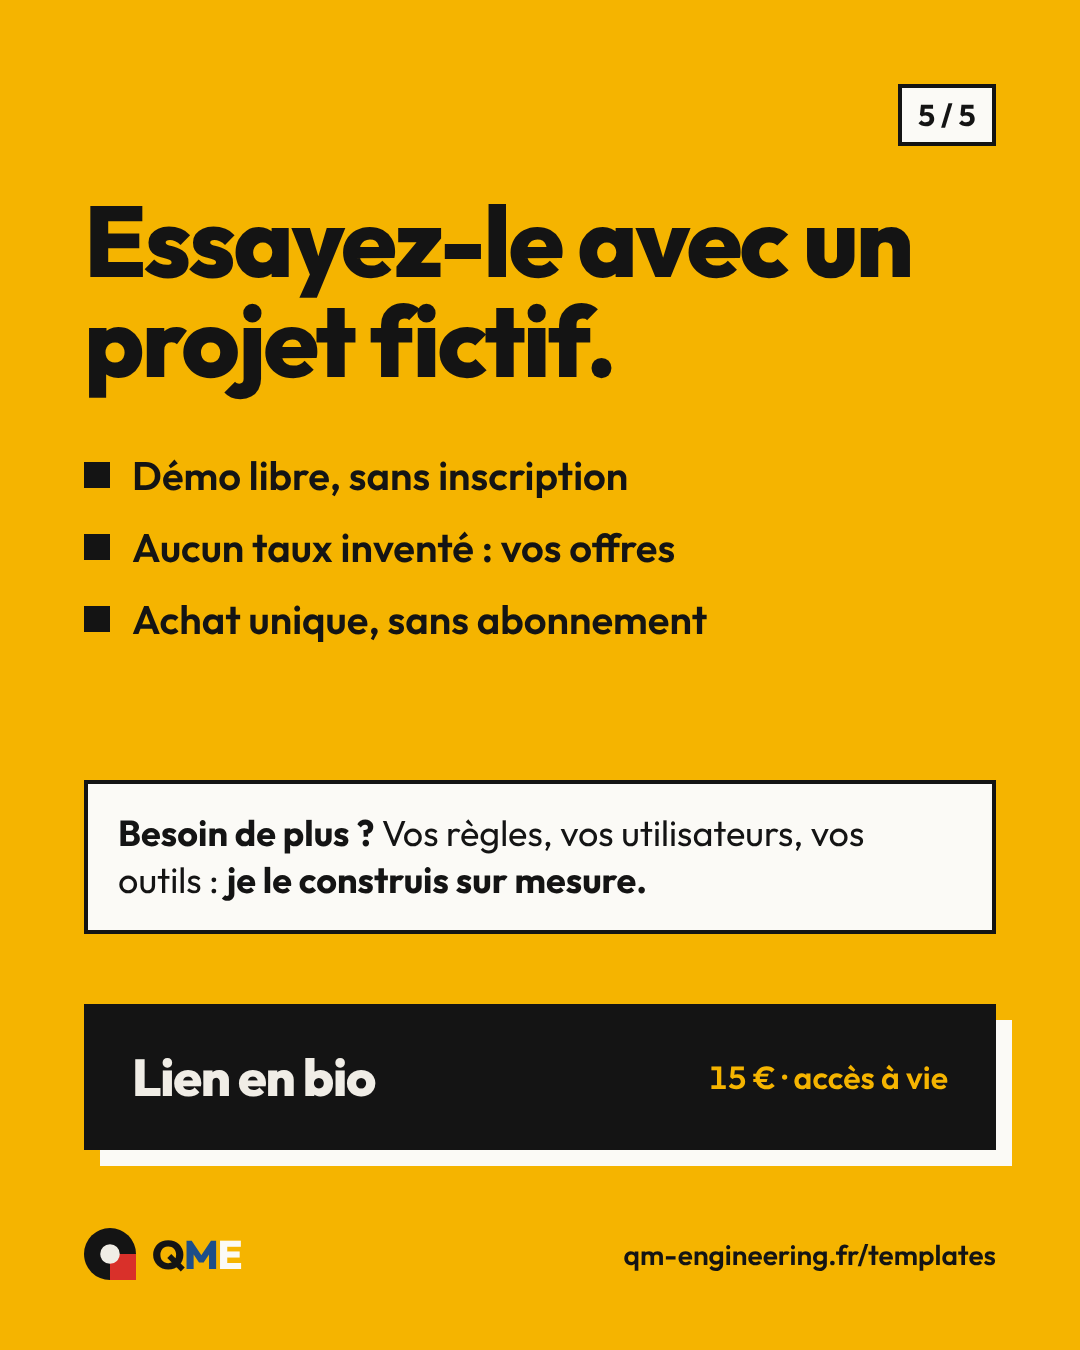 5 / 5
Essayez-le avec un
projet fictif.
Démo libre, sans inscription
Aucun taux inventé : vos offres
Achat unique, sans abonnement
Besoin de plus ? Vos règles, vos utilisateurs, vos
outils : je le construis sur mesure.
Lien en bio
15 € · accès à vie
QME
qm-engineering.fr/templates